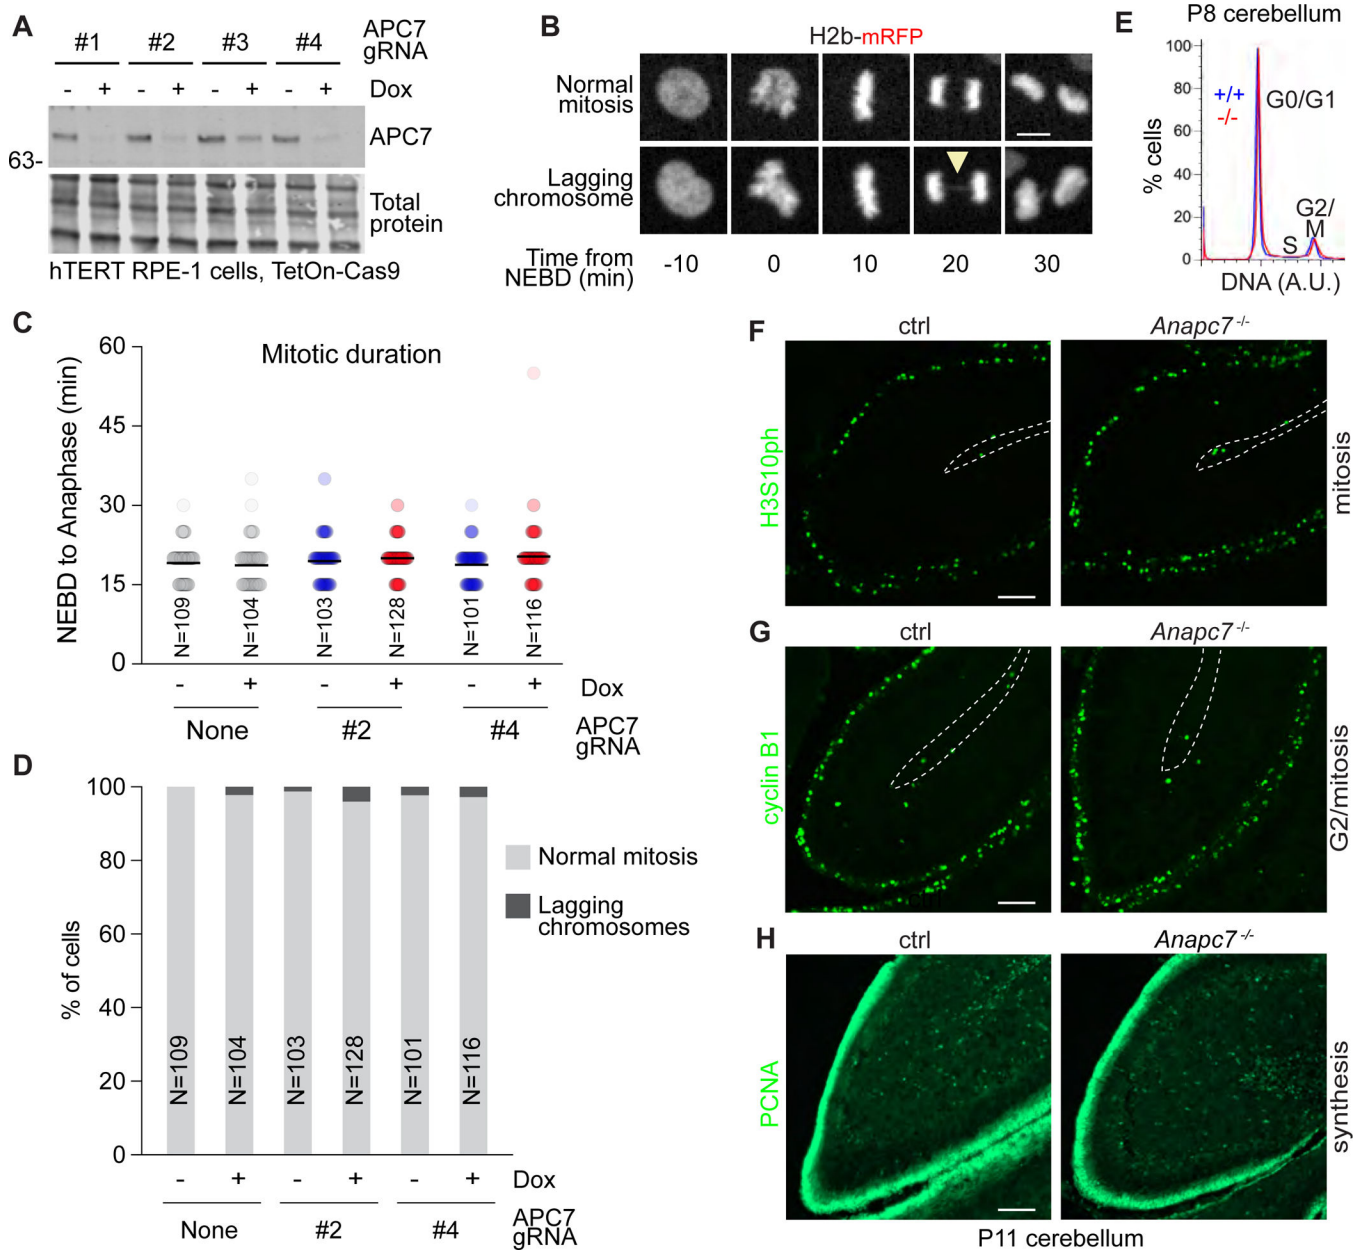 A
#1 #2 #3 #4 APC7 gRNA
- + - + - + - + Dox
APC7
63-
Total protein
hTERT RPE-1 cells, TetOn-Cas9
B
H2b-mRFP
Normal mitosis
Lagging chromosome
Time from NEBD (min) -10 0 10 20 30
E
P8 cerebellum
% cells
80
60
40
20
0
+/+
-/-
G0/G1
S
G2/M
DNA (A.U.)
C
Mitotic duration
NEBD to Anaphase (min)
60
45
30
15
0
N=109 N=104 N=103 N=128 N=101 N=116
- + - + - + Dox
None #2 #4 APC7 gRNA
D
% of cells
100
80
60
40
20
0
N=109 N=104 N=103 N=128 N=101 N=116
- + - + - + Dox
None #2 #4 APC7 gRNA
Normal mitosis
Lagging chromosomes
F
ctrl Anapc7 -/-
H3S10ph
mitosis
G
ctrl Anapc7 -/-
cyclin B1
G2/mitosis
H
ctrl Anapc7 -/-
PCNA
synthesis
P11 cerebellum